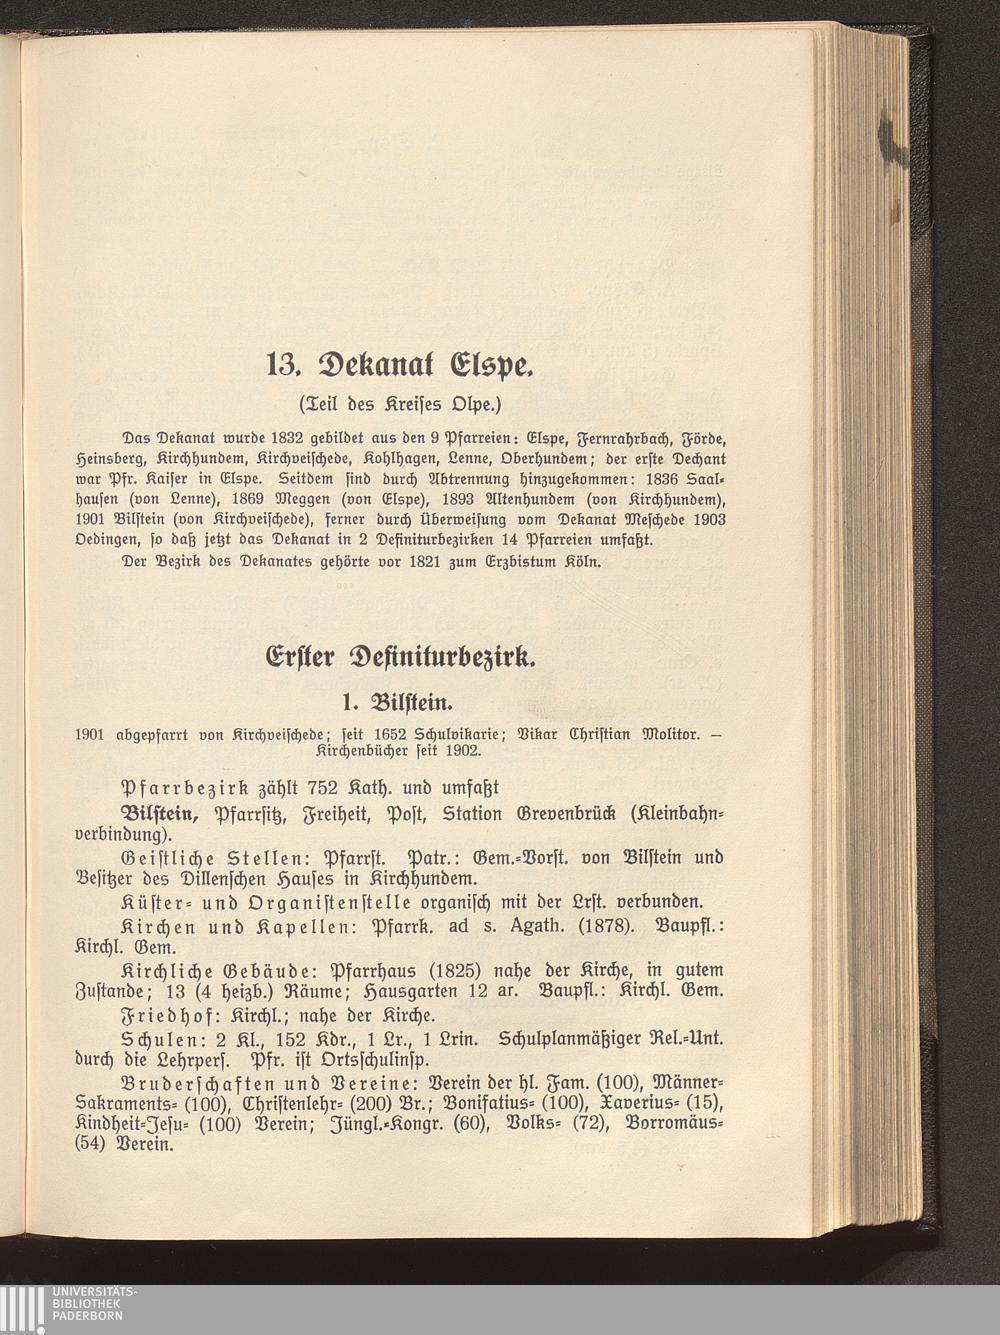 13. Dekanat Elspe.
(Teil des Kreises Olpe.)
Das Dekanat wurde 1832 gebildet aus den 9 Pfarreien: Elspe, Fernrahrbach, Förde,
Heinsberg, Kirchhundem, Kirchveischede, Kohlhagen, Lenne, Oberhundem; der erste Dechant
war Pfr. Kaiser in Elspe. Seitdem sind durch Abtrennung hinzugekommen: 1836 Saal-
hausen (von Lenne), 1869 Meggen (von Elspe), 1893 Altenhundem (von Kirchhundem),
1901 Bilstein (von Kirchveischede), ferner durch Überweisung vom Dekanat Meschede 1903
Oedingen, so daß jetzt das Dekanat in 2 Definiturbezirken 14 Pfarreien umfaßt.
Der Bezirk des Dekanates gehörte vor 1821 zum Erzbistum Köln.
Erster Definiturbezirk.
1. Bilstein.
1901 abgepfarrt von Kirchveischede; seit 1652 Schulvikarie; Vikar Christian Molitor. —
Kirchenbücher seit 1902.
Pfarrbezirk zählt 752 Kath. und umfaßt
Bilstein, Pfarrsitz, Freiheit, Post, Station Grevenbrück (Kleinbahn-
verbindung).
Geistliche Stellen: Pfarrst. Patr.: Gem.-Vorst. von Bilstein und
Besitzer des Dillenschen Hauses in Kirchhundem.
Küster- und Organistenstelle organisch mit der Lrst. verbunden.
Kirchen und Kapellen: Pfarrk. ad s. Agath. (1878). Baupfl.:
Kirchl. Gem.
Kirchliche Gebäude: Pfarrhaus (1825) nahe der Kirche, in gutem
Zustande; 13 (4 heizb.) Räume; Hausgarten 12 ar. Baupfl.: Kirchl. Gem.
Friedhof: Kirchl.; nahe der Kirche.
Schulen: 2 Kl., 152 Kdr., 1 Lr., 1 Lrin. Schulplanmäßiger Rel.-Unt.
durch die Lehrpers. Pfr. ist Ortsschulinsp.
Bruderschaften und Vereine: Verein der hl. Fam. (100), Männer-
Sakraments- (100), Christenlehr- (200) Br.; Bonifatius- (100), Xaverius- (15),
Kindheit-Jesu- (100) Verein; Jüngl.-Kongr. (60), Volks- (72), Borromäus-
(54) Verein.
UNIVERSITÄTS-
BIBLIOTHEK
PADERBORN